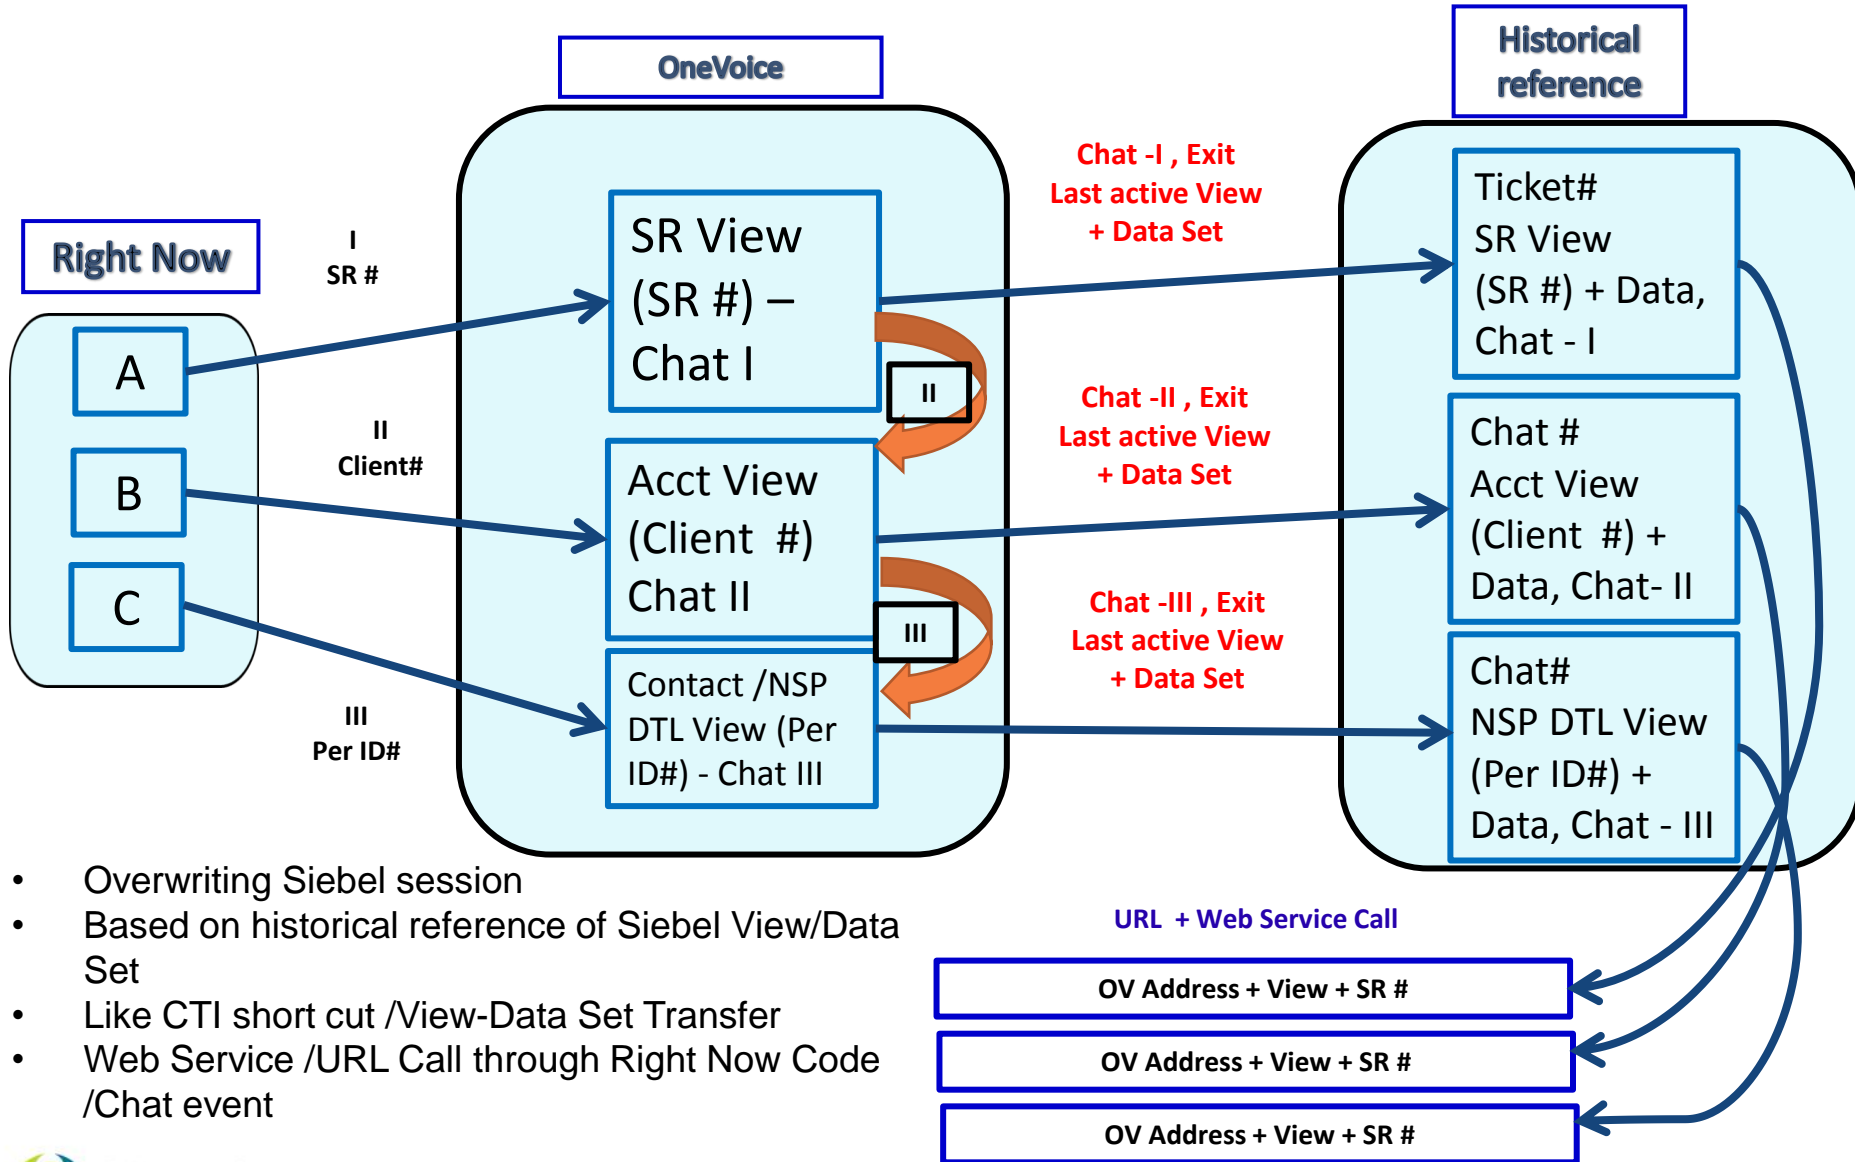 OneVoice
Historical
reference
Right Now
A
B
C
I
SR #
II
Client#
III
Per ID#
SR View
(SR #) –
Chat I
II
Acct View
(Client  #)
Chat II
III
Contact /NSP
DTL View (Per
ID#) - Chat III
Chat -I , Exit
Last active View
+ Data Set
Chat -II , Exit
Last active View
+ Data Set
Chat -III , Exit
Last active View
+ Data Set
Ticket#
SR View
(SR #) + Data,
Chat - I
Chat #
Acct View
(Client  #) +
Data, Chat- II
Chat#
NSP DTL View
(Per ID#) +
Data, Chat - III
• Overwriting Siebel session
• Based on historical reference of Siebel View/Data
Set
• Like CTI short cut /View-Data Set Transfer
• Web Service /URL Call through Right Now Code
/Chat event
URL  + Web Service Call
OV Address + View + SR #
OV Address + View + SR #
OV Address + View + SR #